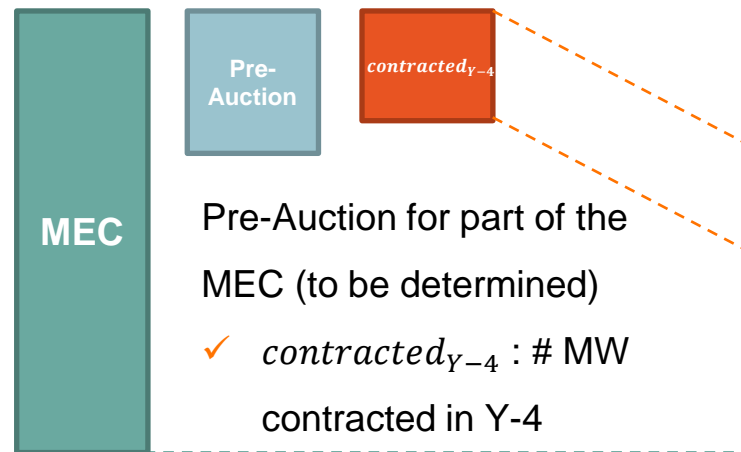 Pre-
Auction
contracted_{Y-4}
MEC
Pre-Auction for part of the
MEC (to be determined)
✓ contracted_{Y-4} : # MW
contracted in Y-4